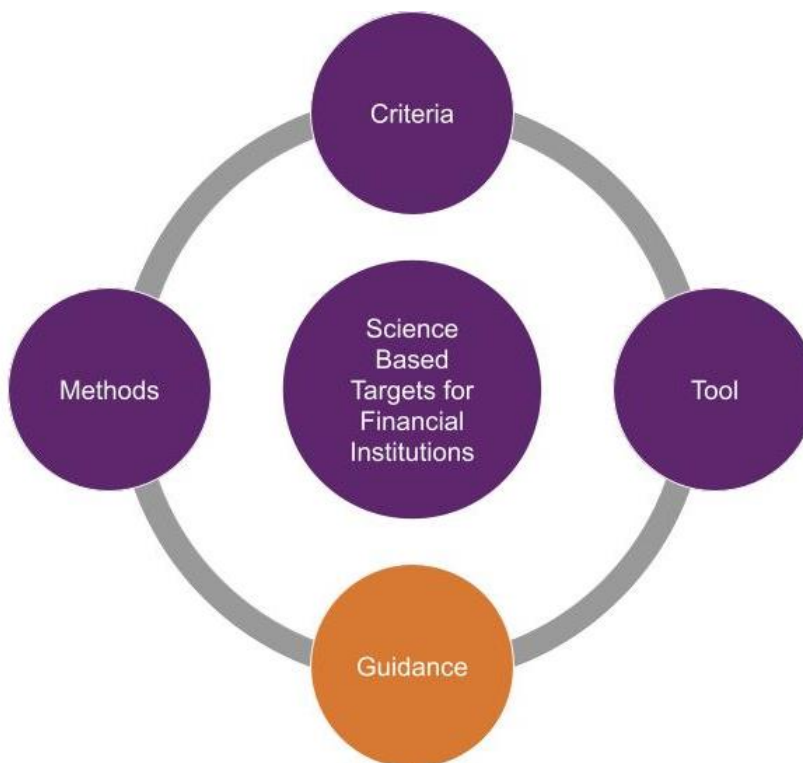 Criteria
Methods
Science
Based
Targets for
Financial
Institutions
Tool
Guidance